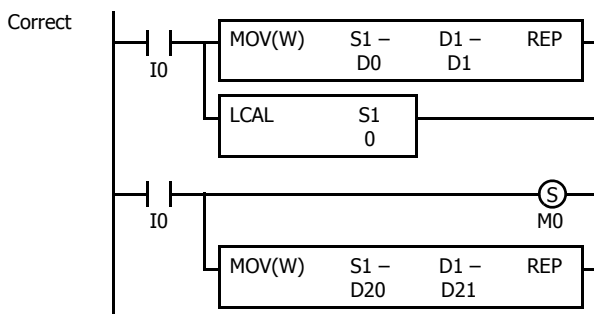 Correct
MOV(W) S1 – D1 – REP
I0 D0 D1
LCAL S1
0
I0 S
M0
MOV(W) S1 – D1 – REP
D20 D21